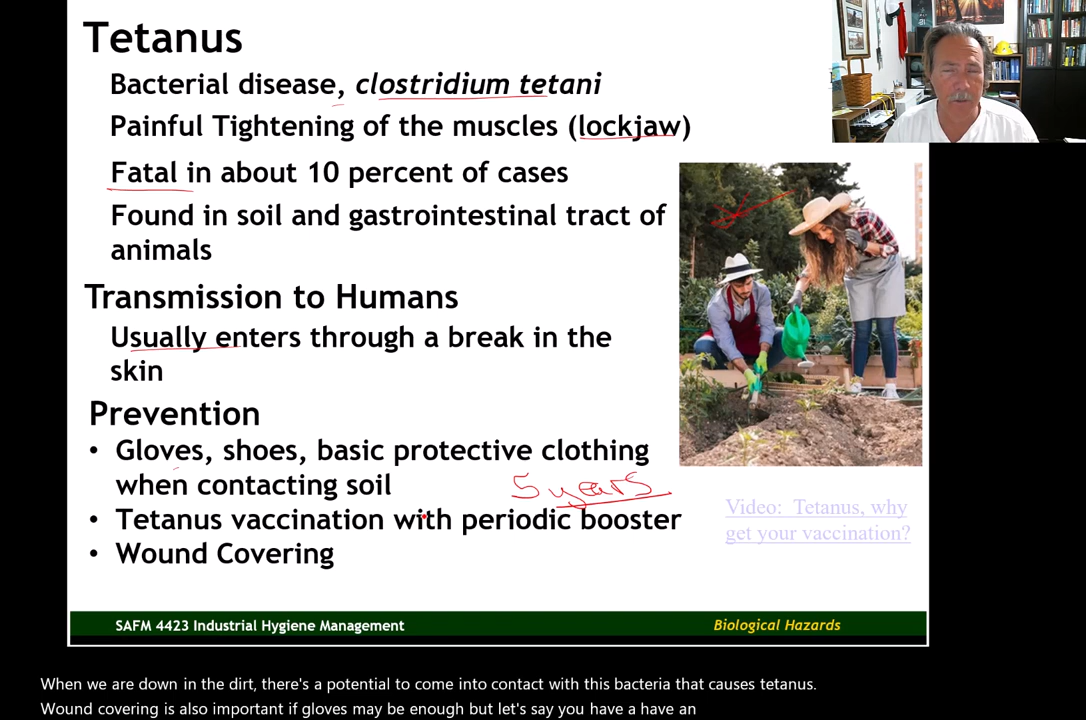 Tetanus
Bacterial disease, clostridium tetani
Painful Tightening of the muscles (lockjaw)
Fatal in about 10 percent of cases
Found in soil and gastrointestinal tract of
animals
Transmission to Humans
Usually enters through a break in the
skin
Prevention
• Gloves, shoes, basic protective clothing
when contacting soil
5 years
• Tetanus vaccination with periodic booster
• Wound Covering
Video: Tetanus, why
get your vaccination?
SAFM 4423 Industrial Hygiene Management
Biological Hazards
When we are down in the dirt, there's a potential to come into contact with this bacteria that causes tetanus.
Wound covering is also important if gloves may be enough but let's say you have a have an